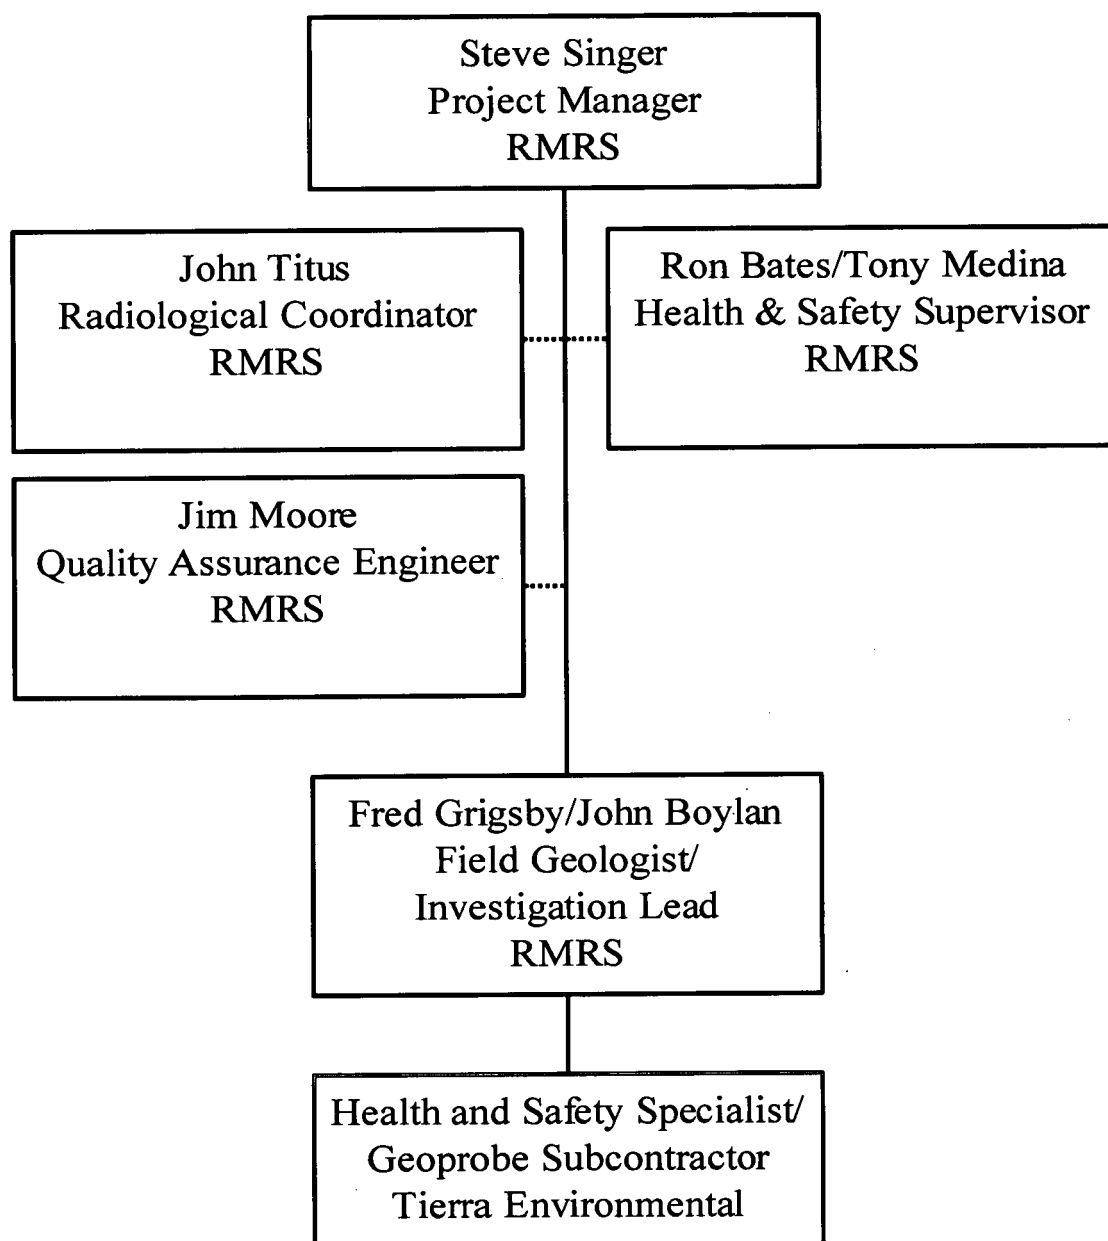 Steve Singer
Project Manager
RMRS
John Titus
Radiological Coordinator
RMRS
Ron Bates/Tony Medina
Health & Safety Supervisor
RMRS
Jim Moore
Quality Assurance Engineer
RMRS
Fred Grigsby/John Boylan
Field Geologist/
Investigation Lead
RMRS
Health and Safety Specialist/
Geoprobe Subcontractor
Tierra Environmental